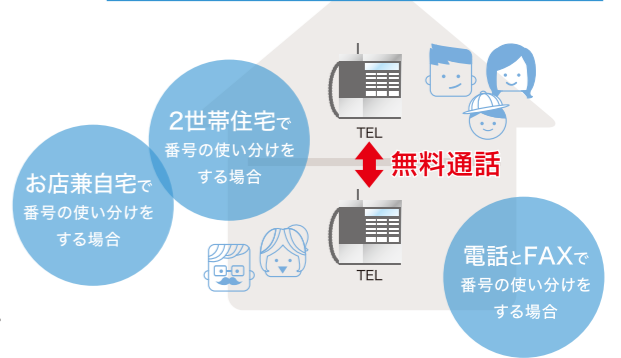 2世帯住宅で
番号の使い分けを
する場合
お店兼自宅で
番号の使い分けを
する場合
TEL
無料通話
TEL
電話とFAXで
番号の使い分けを
する場合